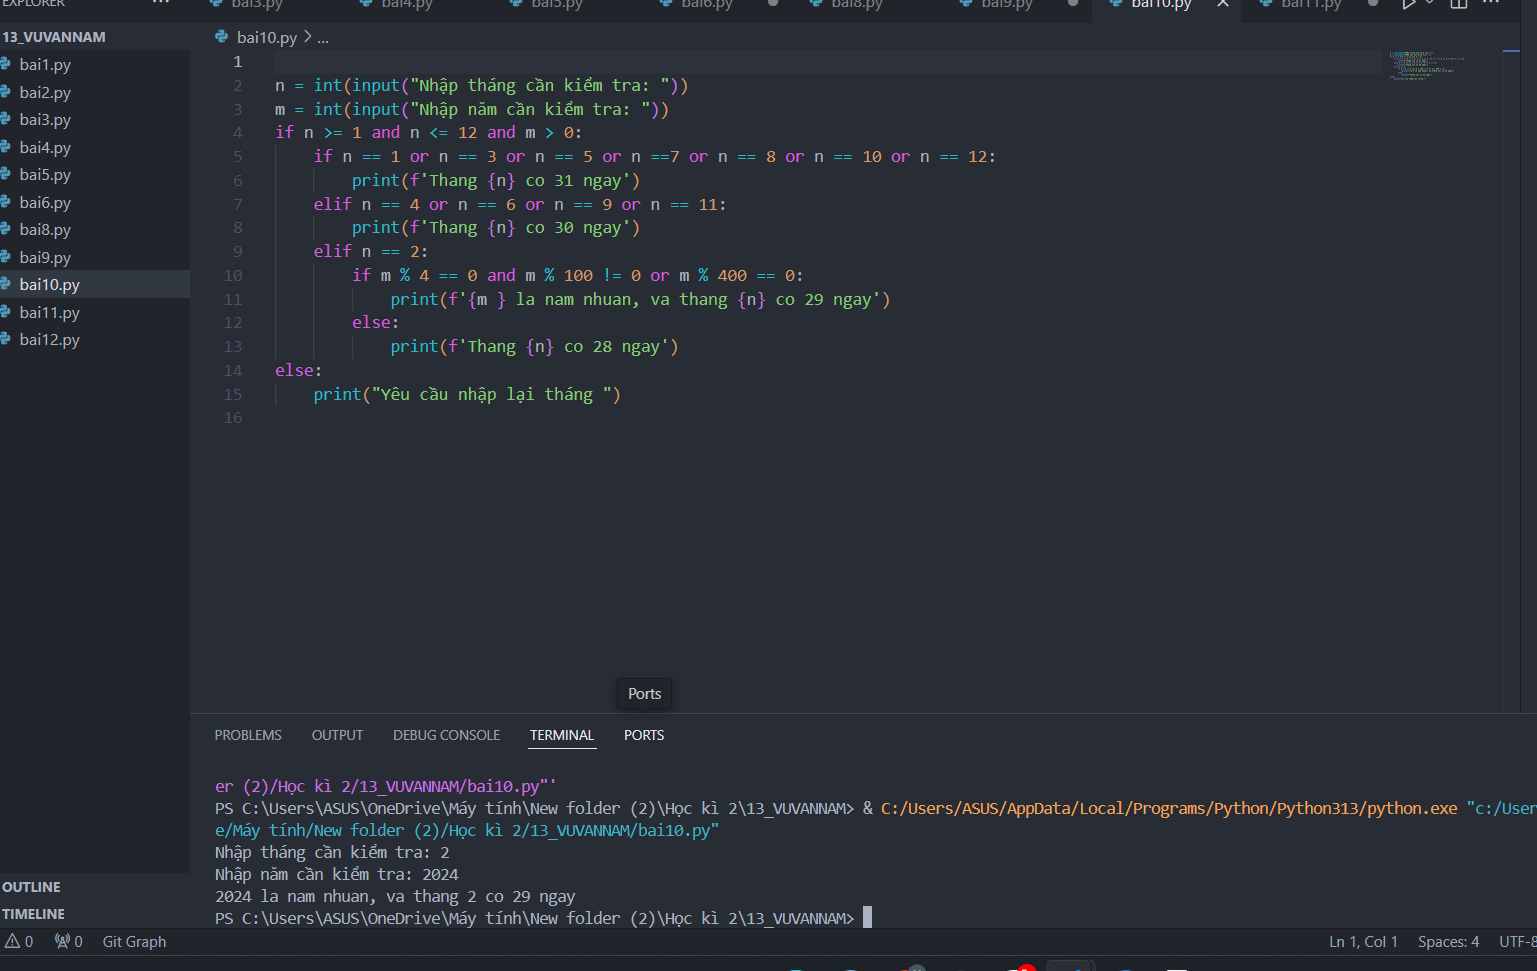 EXPLORER ...
bai3.py bai4.py bai5.py bai6.py bai8.py bai9.py bai10.py bai11.py ...
13_VUVANNAM
bai1.py
bai2.py
bai3.py
bai4.py
bai5.py
bai6.py
bai8.py
bai9.py
bai10.py
bai11.py
bai12.py
OUTLINE
TIMELINE
bai10.py > ...
1
2 n = int(input("Nhập tháng cần kiểm tra: "))
3 m = int(input("Nhập năm cần kiểm tra: "))
4 if n >= 1 and n <= 12 and m > 0:
5 if n == 1 or n == 3 or n == 5 or n ==7 or n == 8 or n == 10 or n == 12:
6 print(f'Thang {n} co 31 ngay')
7 elif n == 4 or n == 6 or n == 9 or n == 11:
8 print(f'Thang {n} co 30 ngay')
9 elif n == 2:
10 if m % 4 == 0 and m % 100 != 0 or m % 400 == 0:
11 print(f'{m } la nam nhuan, va thang {n} co 29 ngay')
12 else:
13 print(f'Thang {n} co 28 ngay')
14 else:
15 print("Yêu cầu nhập lại tháng ")
16
Ports
PROBLEMS OUTPUT DEBUG CONSOLE TERMINAL PORTS
er (2)/Học kì 2/13_VUVANNAM/bai10.py"'
PS C:\Users\ASUS\OneDrive\Máy tính\New folder (2)\Học kì 2\13_VUVANNAM> & C:/Users/ASUS/AppData/Local/Programs/Python/Python313/python.exe "c:/User
e/Máy tính/New folder (2)/Học kì 2/13_VUVANNAM/bai10.py"
Nhập tháng cần kiểm tra: 2
Nhập năm cần kiểm tra: 2024
2024 la nam nhuan, va thang 2 co 29 ngay
PS C:\Users\ASUS\OneDrive\Máy tính\New folder (2)\Học kì 2\13_VUVANNAM>
0 0 Git Graph Ln 1, Col 1 Spaces: 4 UTF-8